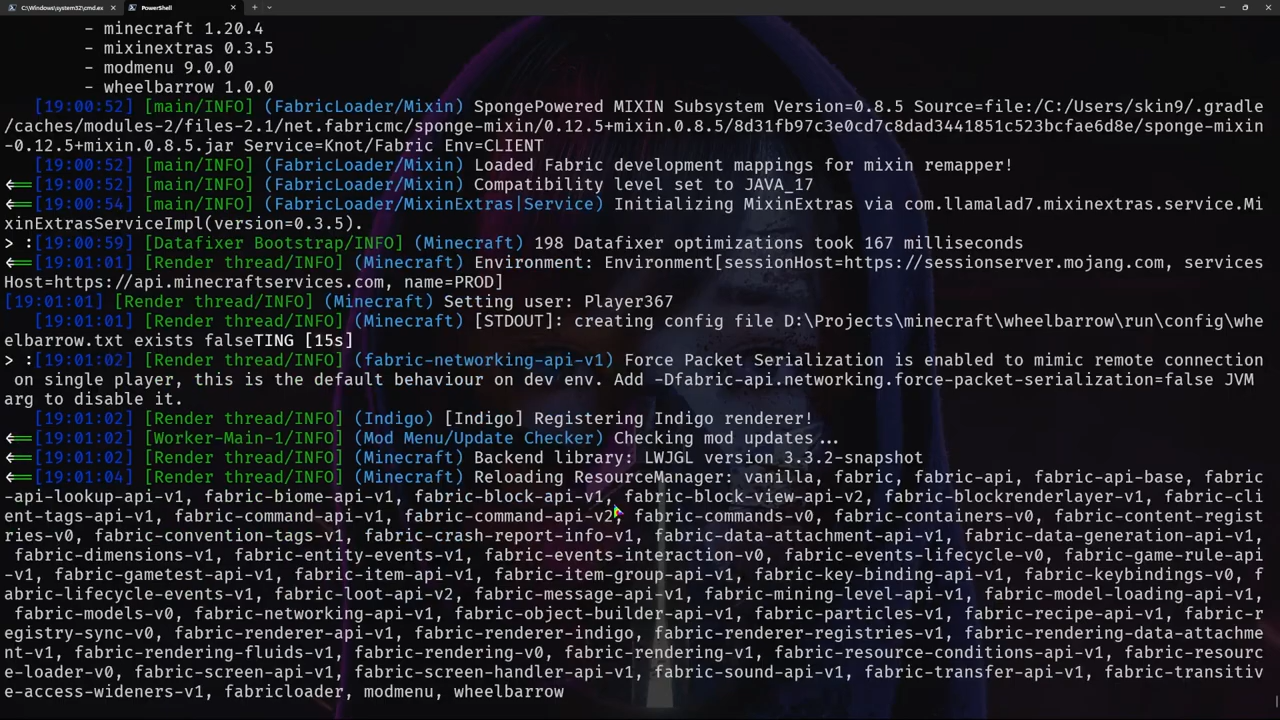 C:\Windows\system32\cmd.ex
PowerShell
- minecraft 1.20.4
- mixinextras 0.3.5
- modmenu 9.0.0
- wheelbarrow 1.0.0
[19:00:52] [main/INFO] (FabricLoader/Mixin) SpongePowered MIXIN Subsystem Version=0.8.5 Source=file:/C:/Users/skin9/.gradle
/caches/modules-2/files-2.1/net.fabricmc/sponge-mixin/0.12.5+mixin.0.8.5/8d31fb97c3e0cd7c8dad3441851c523bcfae6d8e/sponge-mixin
-0.12.5+mixin.0.8.5.jar Service=Knot/Fabric Env=CLIENT
[19:00:52] [main/INFO] (FabricLoader/Mixin) Loaded Fabric development mappings for mixin remapper!
<═══[19:00:52] [main/INFO] (FabricLoader/Mixin) Compatibility level set to JAVA_17
<═══[19:00:54] [main/INFO] (FabricLoader/MixinExtras|Service) Initializing MixinExtras via com.llamalad7.mixinextras.service.Mi
xinExtrasServiceImpl(version=0.3.5).
> :[19:00:59] [Datafixer Bootstrap/INFO] (Minecraft) 198 Datafixer optimizations took 167 milliseconds
<═══[19:01:01] [Render thread/INFO] (Minecraft) Environment: Environment[sessionHost=https://sessionserver.mojang.com, services
Host=https://api.minecraftservices.com, name=PROD]
[19:01:01] [Render thread/INFO] (Minecraft) Setting user: Player367
[19:01:01] [Render thread/INFO] (Minecraft) [STDOUT]: creating config file D:\Projects\minecraft\wheelbarrow\run\config\whe
elbarrow.txt exists falseTING [15s]
> :[19:01:02] [Render thread/INFO] (fabric-networking-api-v1) Force Packet Serialization is enabled to mimic remote connection
on single player, this is the default behaviour on dev env. Add -Dfabric-api.networking.force-packet-serialization=false JVM
arg to disable it.
[19:01:02] [Render thread/INFO] (Indigo) [Indigo] Registering Indigo renderer!
<═══[19:01:02] [Worker-Main-1/INFO] (Mod Menu/Update Checker) Checking mod updates...
<═══[19:01:02] [Render thread/INFO] (Minecraft) Backend library: LWJGL version 3.3.2-snapshot
<═══[19:01:04] [Render thread/INFO] (Minecraft) Reloading ResourceManager: vanilla, fabric, fabric-api, fabric-api-base, fabric
-api-lookup-api-v1, fabric-biome-api-v1, fabric-block-api-v1, fabric-block-view-api-v2, fabric-blockrenderlayer-v1, fabric-cli
ent-tags-api-v1, fabric-command-api-v1, fabric-command-api-v2, fabric-commands-v0, fabric-containers-v0, fabric-content-regist
ries-v0, fabric-convention-tags-v1, fabric-crash-report-info-v1, fabric-data-attachment-api-v1, fabric-data-generation-api-v1,
fabric-dimensions-v1, fabric-entity-events-v1, fabric-events-interaction-v0, fabric-events-lifecycle-v0, fabric-game-rule-api
-v1, fabric-gametest-api-v1, fabric-item-api-v1, fabric-item-group-api-v1, fabric-key-binding-api-v1, fabric-keybindings-v0, f
abric-lifecycle-events-v1, fabric-loot-api-v2, fabric-message-api-v1, fabric-mining-level-api-v1, fabric-model-loading-api-v1,
fabric-models-v0, fabric-networking-api-v1, fabric-object-builder-api-v1, fabric-particles-v1, fabric-recipe-api-v1, fabric-r
egistry-sync-v0, fabric-renderer-api-v1, fabric-renderer-indigo, fabric-renderer-registries-v1, fabric-rendering-data-attachme
nt-v1, fabric-rendering-fluids-v1, fabric-rendering-v0, fabric-rendering-v1, fabric-resource-conditions-api-v1, fabric-resourc
e-loader-v0, fabric-screen-api-v1, fabric-screen-handler-api-v1, fabric-sound-api-v1, fabric-transfer-api-v1, fabric-transitiv
e-access-wideners-v1, fabricloader, modmenu, wheelbarrow